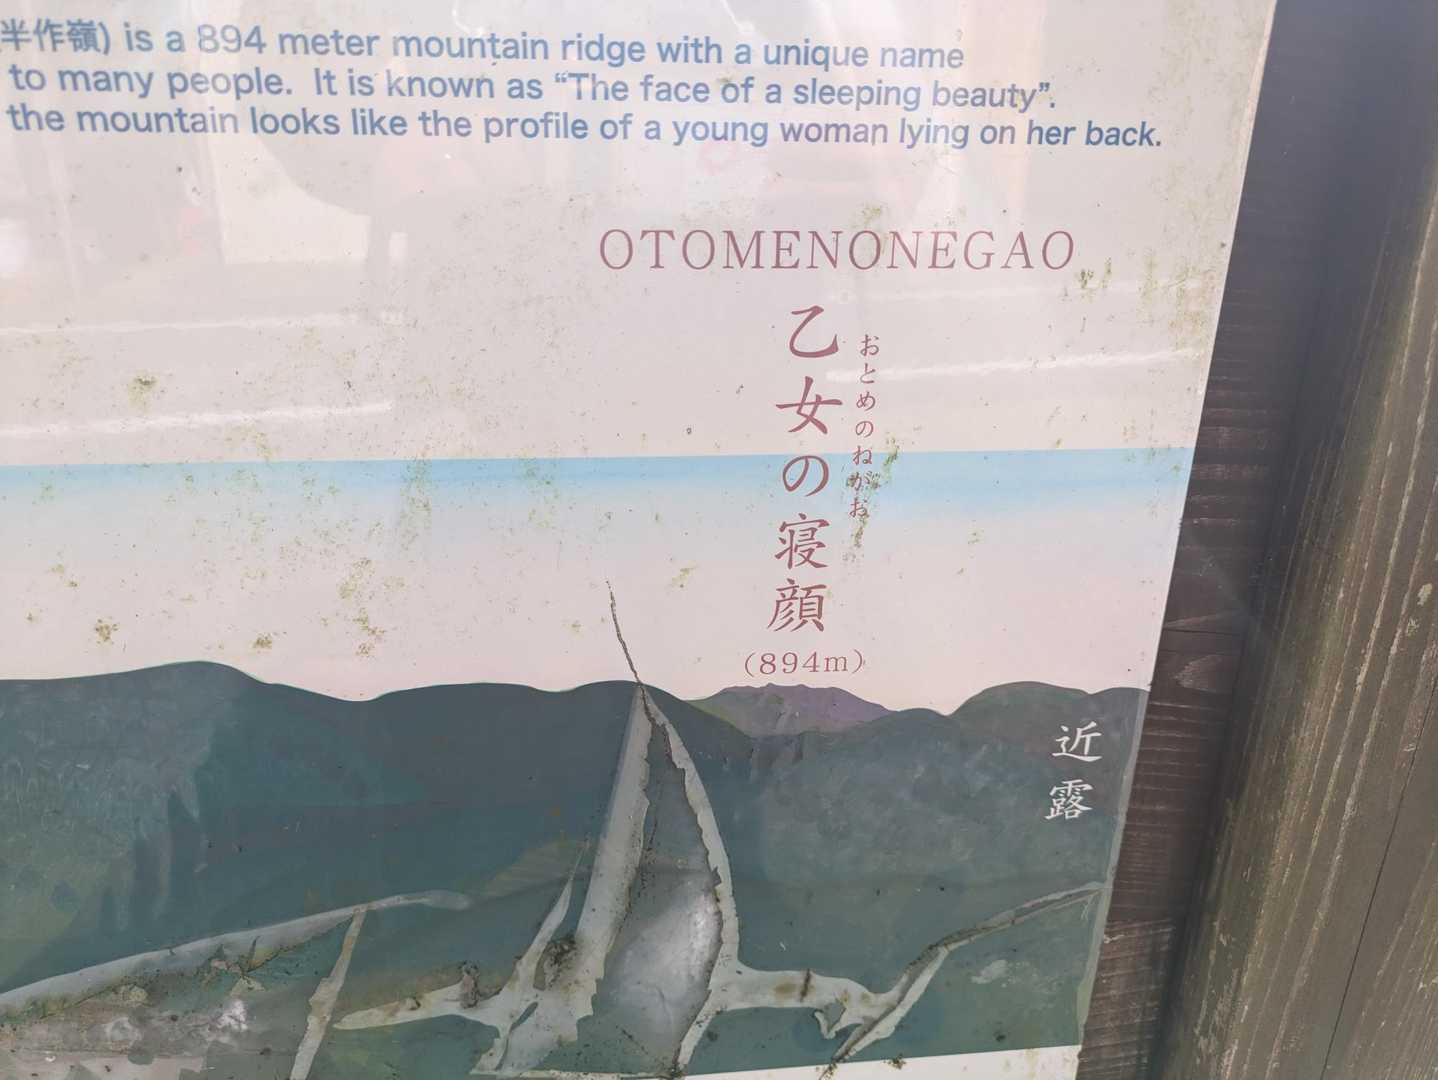 半作嶺) is a 894 meter mountain ridge with a unique name
to many people. It is known as “The face of a sleeping beauty”.
the mountain looks like the profile of a young woman lying on her back.
OTOMENONEGAO
乙女の寝顔
おとめのねがお
(894m)
近露